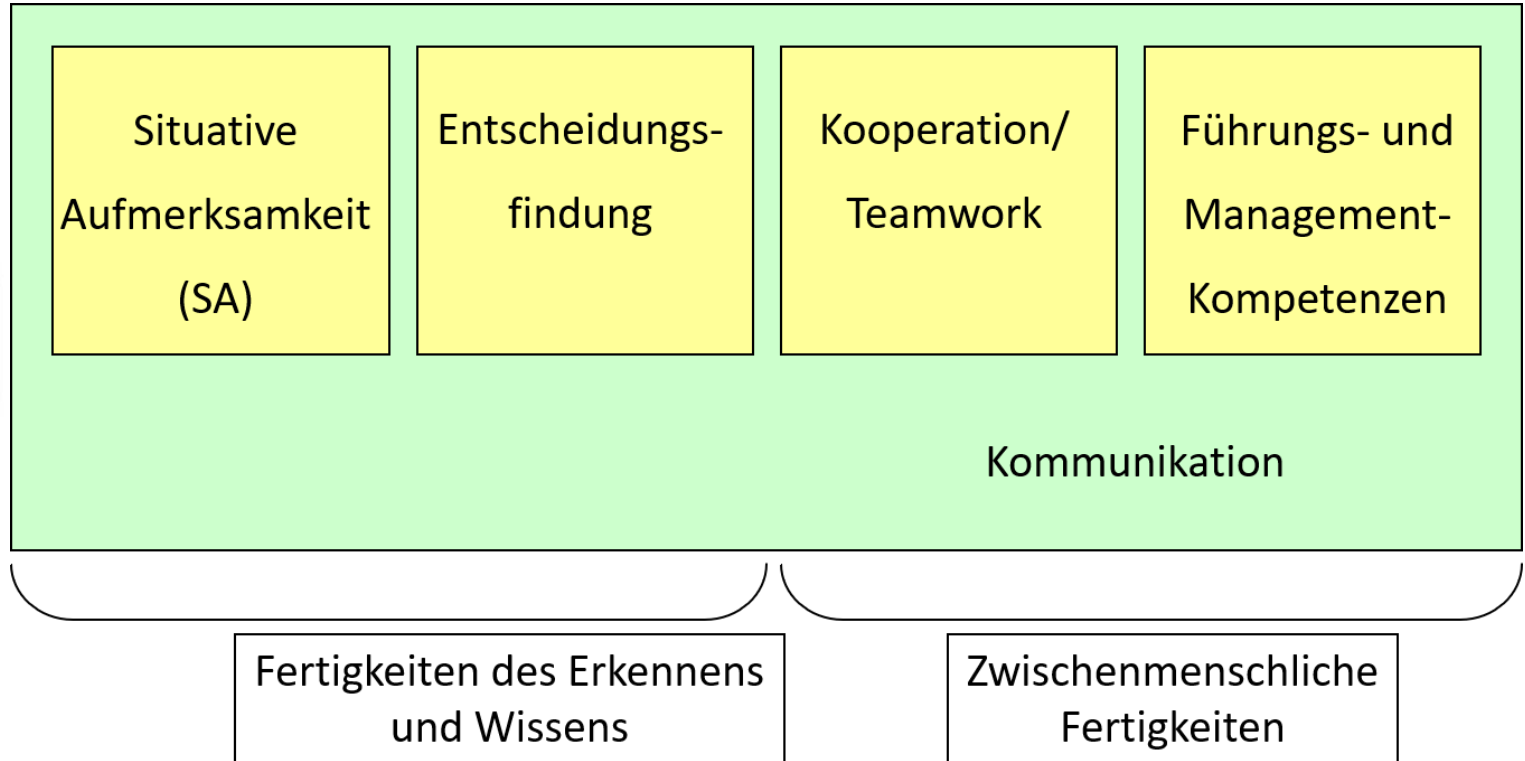 Situative
Aufmerksamkeit
(SA)
Entscheidungs-
findung
Kooperation/
Teamwork
Führungs- und
Management-
Kompetenzen
Kommunikation
Fertigkeiten des Erkennens
und Wissens
Zwischenmenschliche
Fertigkeiten